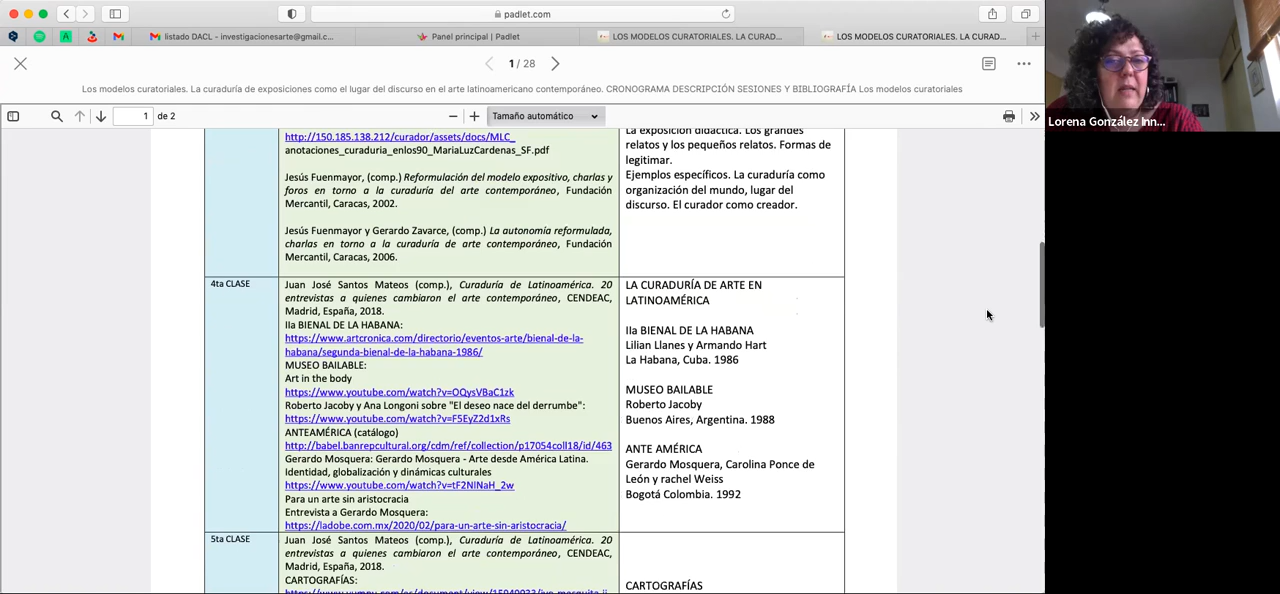 padlet.com
listado DACL - investigacionesarte@gmail.c...
Panel principal | Padlet
LOS MODELOS CURATORIALES. LA CURAD...
LOS MODELOS CURATORIALES. LA CURAD...
1 / 28
Los modelos curatoriales. La curaduría de exposiciones como el lugar del discurso en el arte latinoamericano contemporáneo. CRONOGRAMA DESCRIPCIÓN SESIONES Y BIBLIOGRAFÍA Los modelos curatoriales
1 de 2
Tamaño automático
Lorena González Inn...
http://150.185.138.212/curador/assets/docs/MLC_
anotaciones_curaduria_enlos90_MariaLuzCardenas_SF.pdf
Jesús Fuenmayor, (comp.) Reformulación del modelo expositivo, charlas y
foros en torno a la curaduría del arte contemporáneo, Fundación
Mercantil, Caracas, 2002.
Jesús Fuenmayor y Gerardo Zavarce, (comp.) La autonomía reformulada,
charlas en torno a la curaduría de arte contemporáneo, Fundación
Mercantil, Caracas, 2006.
La exposición didáctica. Los grandes
relatos y los pequeños relatos. Formas de
legitimar.
Ejemplos específicos. La curaduría como
organización del mundo, lugar del
discurso. El curador como creador.
4ta CLASE
Juan José Santos Mateos (comp.), Curaduría de Latinoamérica. 20
entrevistas a quienes cambiaron el arte contemporáneo, CENDEAC,
Madrid, España, 2018.
IIa BIENAL DE LA HABANA:
https://www.artcronica.com/directorio/eventos-arte/bienal-de-la-
habana/segunda-bienal-de-la-habana-1986/
MUSEO BAILABLE:
Art in the body
https://www.youtube.com/watch?v=OQysVBaC1zk
Roberto Jacoby y Ana Longoni sobre "El deseo nace del derrumbe":
https://www.youtube.com/watch?v=F5EyZ2d1xRs
ANTEAMÉRICA (catálogo)
http://babel.banrepcultural.org/cdm/ref/collection/p17054coll18/id/463
Gerardo Mosquera: Gerardo Mosquera - Arte desde América Latina.
Identidad, globalización y dinámicas culturales
https://www.youtube.com/watch?v=tF2NlNaH_2w
Para un arte sin aristocracia
Entrevista a Gerardo Mosquera:
https://ladobe.com.mx/2020/02/para-un-arte-sin-aristocracia/
LA CURADURÍA DE ARTE EN
LATINOAMÉRICA
IIa BIENAL DE LA HABANA
Lilian Llanes y Armando Hart
La Habana, Cuba. 1986
MUSEO BAILABLE
Roberto Jacoby
Buenos Aires, Argentina. 1988
ANTE AMÉRICA
Gerardo Mosquera, Carolina Ponce de
León y rachel Weiss
Bogotá Colombia. 1992
5ta CLASE
Juan José Santos Mateos (comp.), Curaduría de Latinoamérica. 20
entrevistas a quienes cambiaron el arte contemporáneo, CENDEAC,
Madrid, España, 2018.
CARTOGRAFÍAS:
CARTOGRAFÍAS